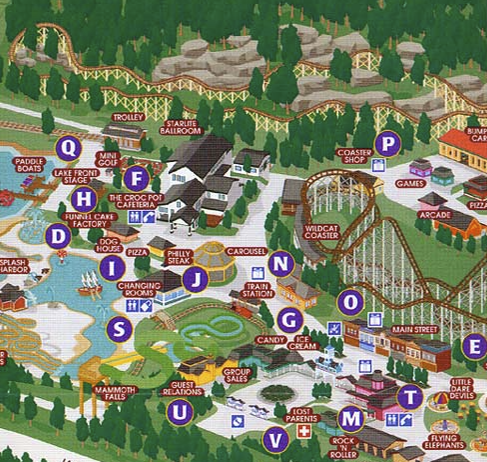 TROLLEY
STARLITE
BALLROOM
Q
MINI
GOLF
PADDLE
BOATS
LAKE FRONT
STAGE
F
P
COASTER
SHOP
GAMES
BUMP
CAR
H
THE CROC POT
CAFETERIA
ARCADE
PIZZA
FUNNEL CAKE
FACTORY
D
DOG
HOUSE
PIZZA
PHILLY
STEAK
CAROUSEL
WILDCAT
COASTER
SPLASH
HARBOR
I
J
N
CHANGING
ROOMS
TRAIN
STATION
O
S
G
MAIN STREET
CANDY
ICE
CREAM
E
R
MAMMOTH
FALLS
GUEST
RELATIONS
GROUP
SALES
LITTLE
DARE
DEVILS
U
LOST
PARENTS
M
T
V
ROCK
'N
ROLLER
FLYING
ELEPHANTS